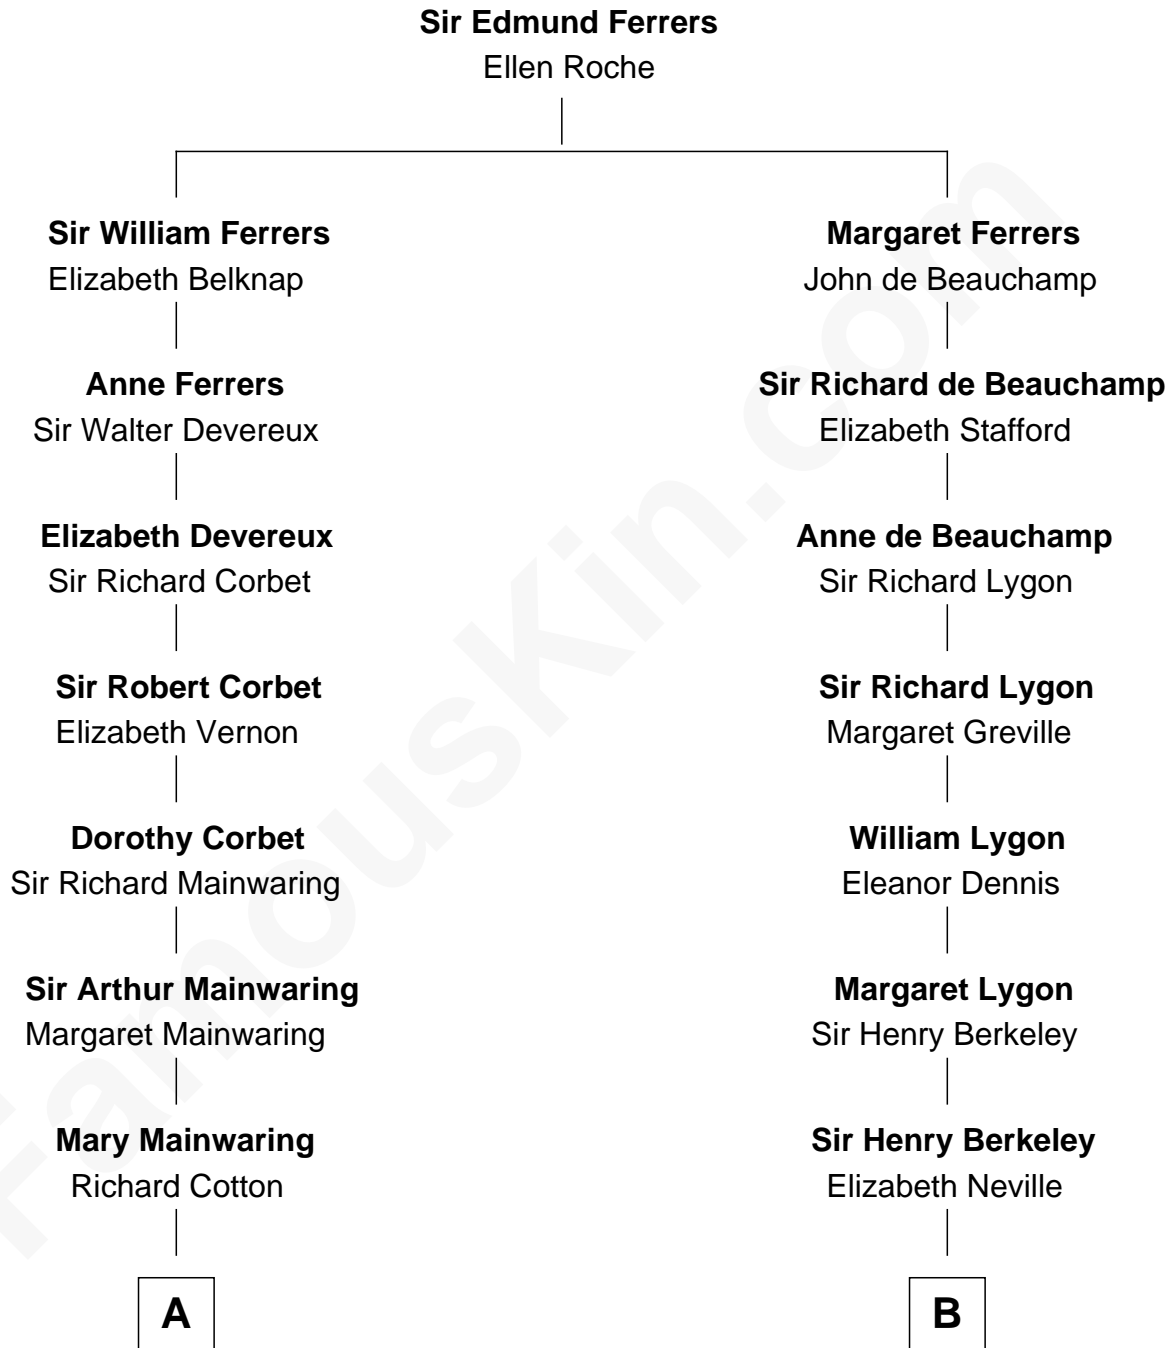 Sir Edmund Ferrers
Ellen Roche
Sir William Ferrers
Elizabeth Belknap
Anne Ferrers
Sir Walter Devereux
Elizabeth Devereux
Sir Richard Corbet
Sir Robert Corbet
Elizabeth Vernon
Dorothy Corbet
Sir Richard Mainwaring
Sir Arthur Mainwaring
Margaret Mainwaring
Mary Mainwaring
Richard Cotton
A
Margaret Ferrers
John de Beauchamp
Sir Richard de Beauchamp
Elizabeth Stafford
Anne de Beauchamp
Sir Richard Lygon
Sir Richard Lygon
Margaret Greville
William Lygon
Eleanor Dennis
Margaret Lygon
Sir Henry Berkeley
Sir Henry Berkeley
Elizabeth Neville
B
FamousKin.com